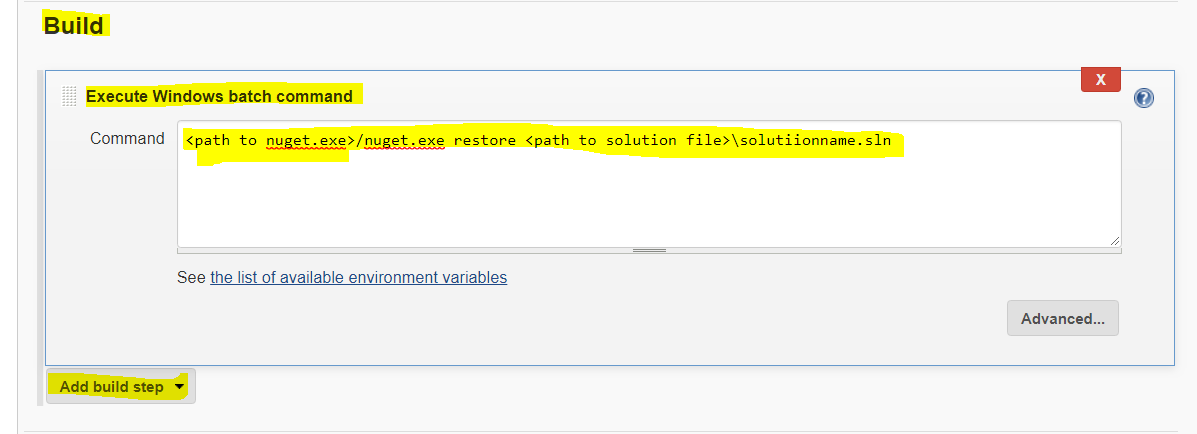 Build
Execute Windows batch command
X
Command
<path to nuget.exe>/nuget.exe restore <path to solution file>\solutiionname.sln
?
See the list of available environment variables
Advanced...
Add build step